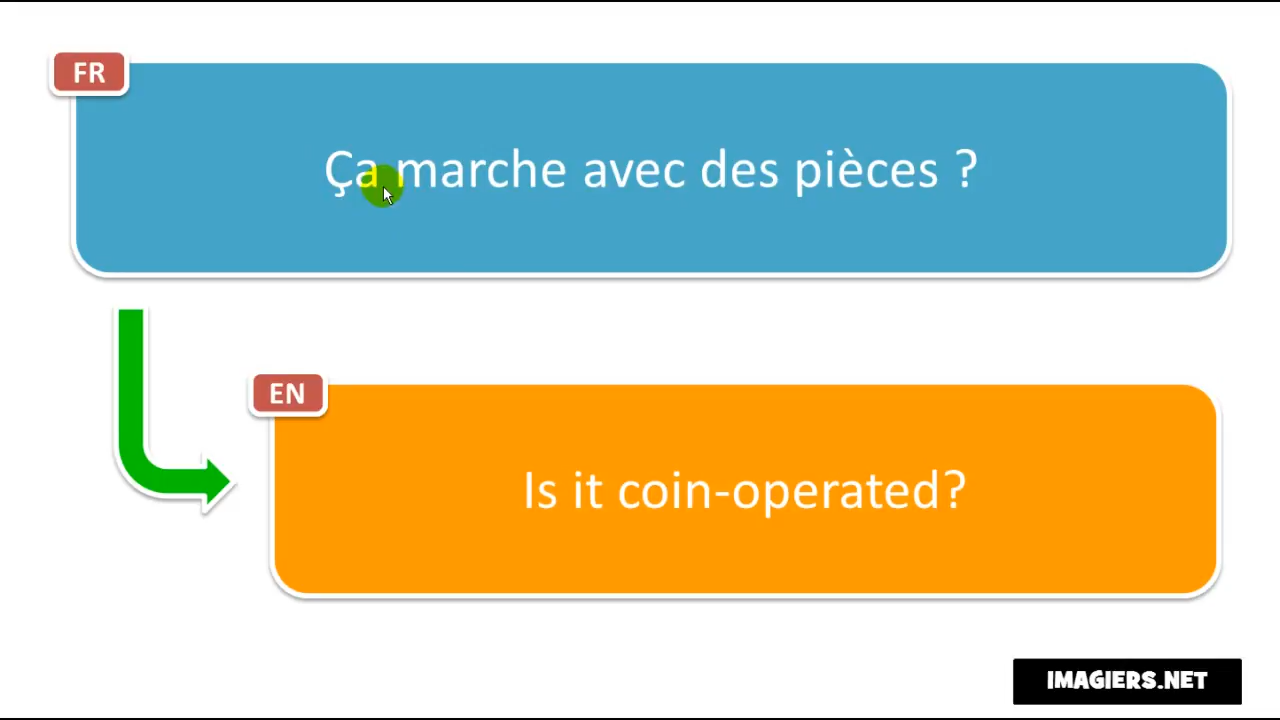 FR
Ça marche avec des pièces ?
EN
Is it coin-operated?
IMAGIERS.NET